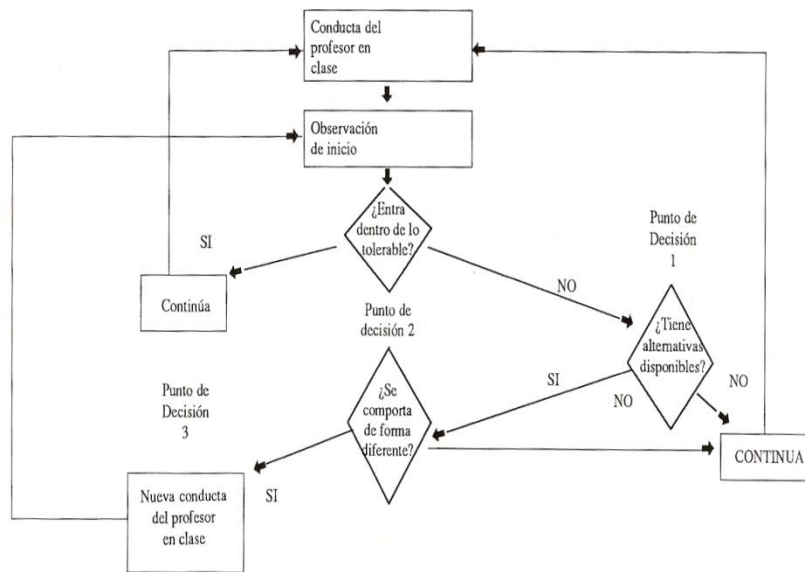 Conducta del
profesor en
clase
Observación
de inicio
¿Entra
dentro de lo
tolerable?
SI
Continúa
NO
Punto de
Decisión
1
¿Tiene
alternativas
disponibles?
NO
CONTINUA
SI
NO
Punto de
decisión 2
¿Se
comporta
de forma
diferente?
SI
Punto de
Decisión
3
Nueva conducta
del profesor
en clase